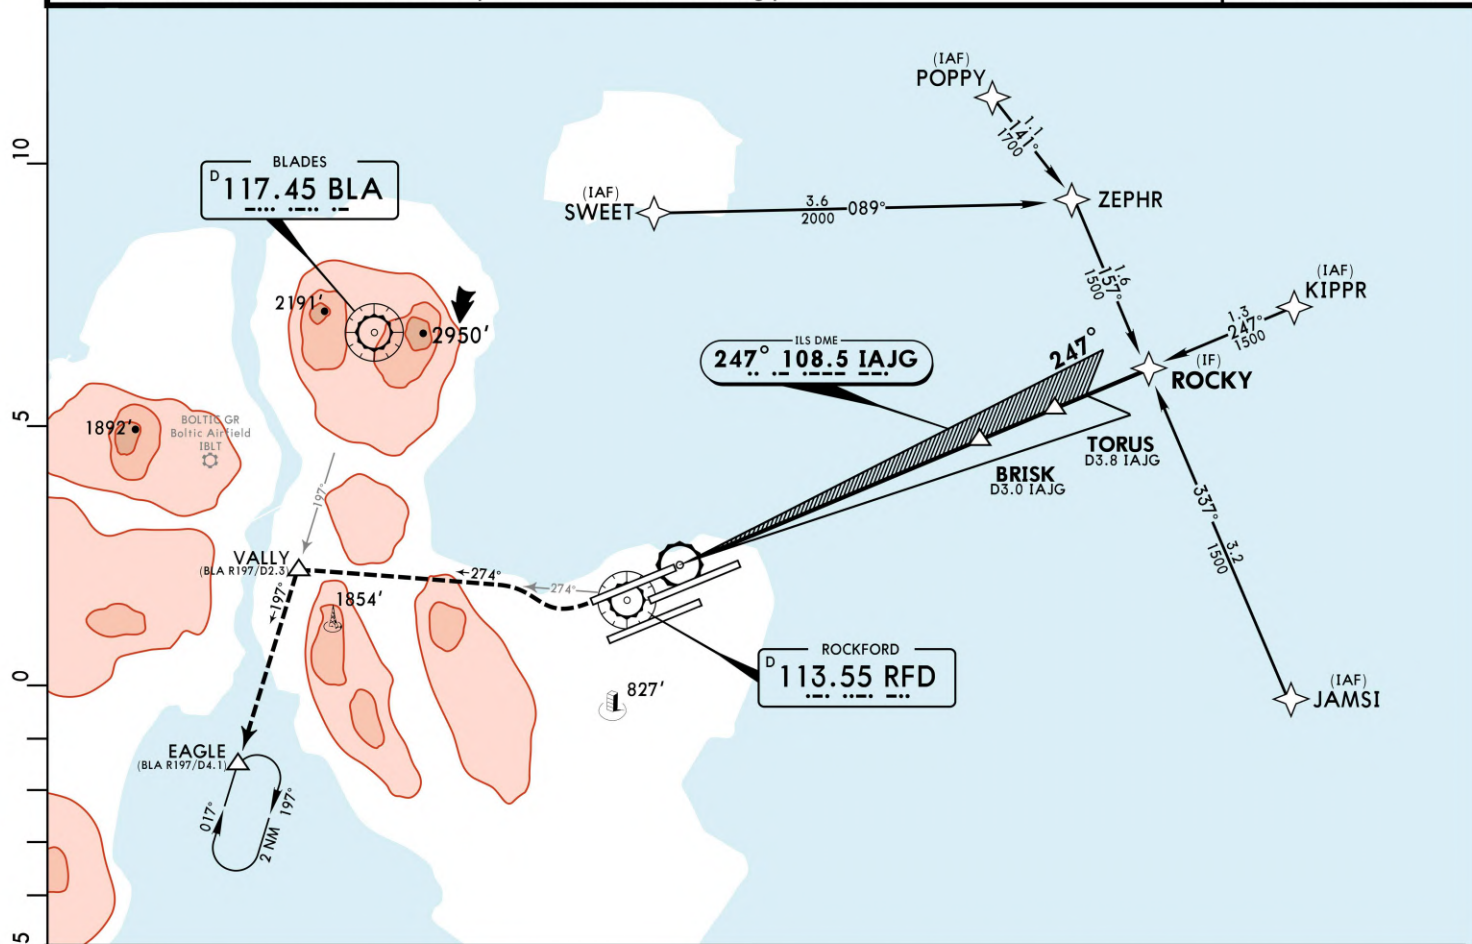 (IAF)
POPPY
1.1
141°
1700
10
BLADES
D 117.45 BLA
(IAF)
SWEET
3.6
2000
089°
ZEPHR
1.6
157°
1500
(IAF)
KIPPR
1.3
247°
1500
2191'
2950'
ILS DME
247° 108.5 IAJG
247°
(IF)
ROCKY
5
1892'
BOLTIC GR
Boltic Airfield
IBLT
TORUS
D3.8 IAJG
BRISK
D3.0 IAJG
197°
337°
3.2
1500
VALLY
(BLA R197/D2.3)
274°
274°
197°
1854'
ROCKFORD
D 113.55 RFD
0
827'
(IAF)
JAMSI
EAGLE
(BLA R197/D4.1)
017°
197°
2 NM
5